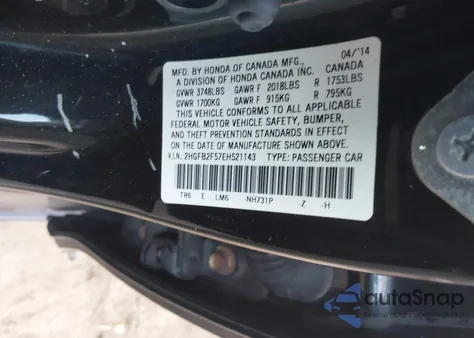 MFD. BY HONDA OF CANADA MFG., 04/'14
A DIVISION OF HONDA CANADA INC. CANADA
GVWR 3748LBS GAWR F 2018LBS R 1753LBS
GVWR 1700KG GAWR F 915KG R 795KG
THIS VEHICLE CONFORMS TO ALL APPLICABLE
FEDERAL MOTOR VEHICLE SAFETY, BUMPER,
AND THEFT PREVENTION STANDARDS IN EFFECT
ON THE DATE OF MANUFACTURE SHOWN ABOVE.
V.I.N.: 2HGFB2F57EH521143 TYPE: PASSENGER CAR
TR6 E LM6 -NH731P -Z -H
autoSnap